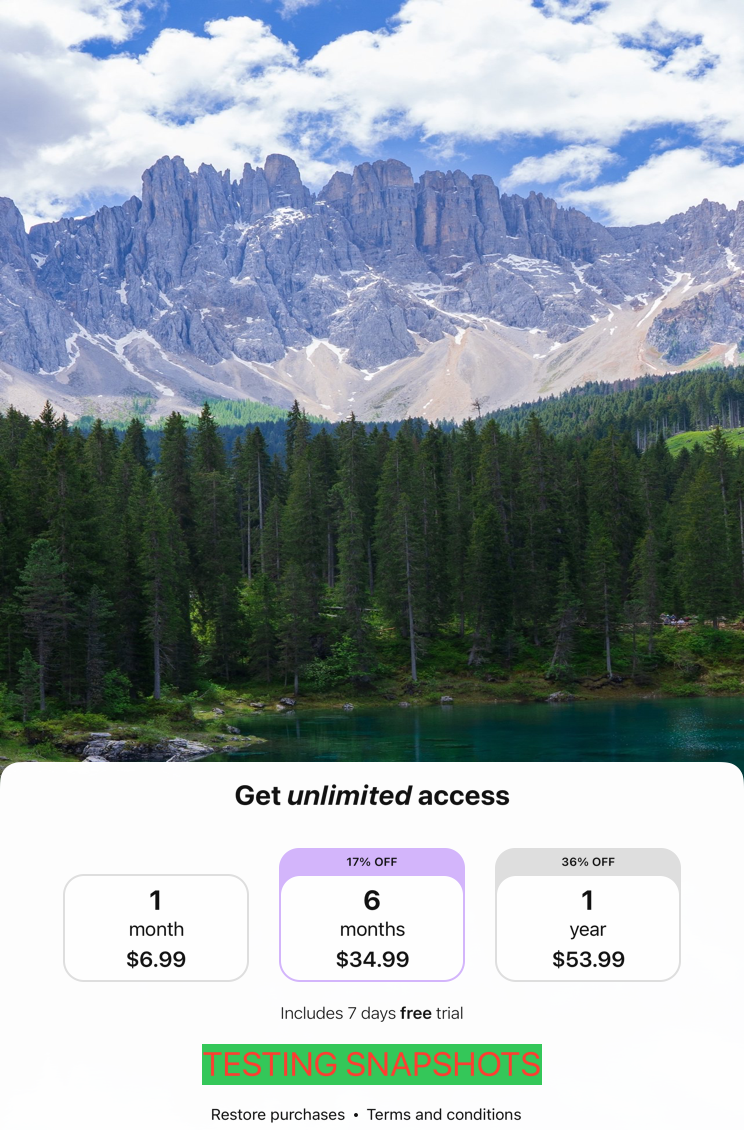 Get unlimited access
17% OFF
36% OFF
1
month
$6.99
6
months
$34.99
1
year
$53.99
Includes 7 days free trial
TESTING SNAPSHOTS
Restore purchases • Terms and conditions